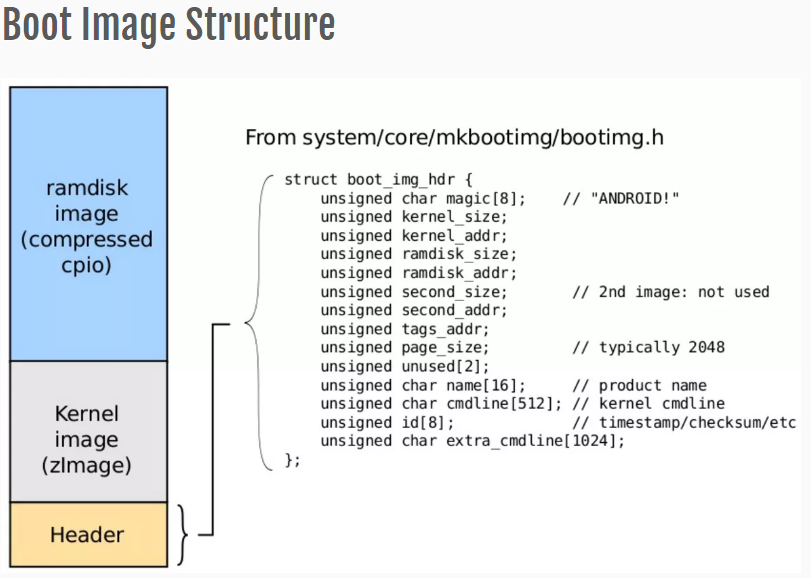 Boot Image Structure
ramdisk
image
(compressed
cpio)
Kernel
image
(zImage)
Header
From system/core/mkbootimg/bootimg.h
struct boot_img_hdr {
unsigned char magic[8]; // "ANDROID!"
unsigned kernel_size;
unsigned kernel_addr;
unsigned ramdisk_size;
unsigned ramdisk_addr;
unsigned second_size; // 2nd image: not used
unsigned second_addr;
unsigned tags_addr;
unsigned page_size; // typically 2048
unsigned unused[2];
unsigned char name[16]; // product name
unsigned char cmdline[512]; // kernel cmdline
unsigned id[8]; // timestamp/checksum/etc
unsigned char extra_cmdline[1024];
};